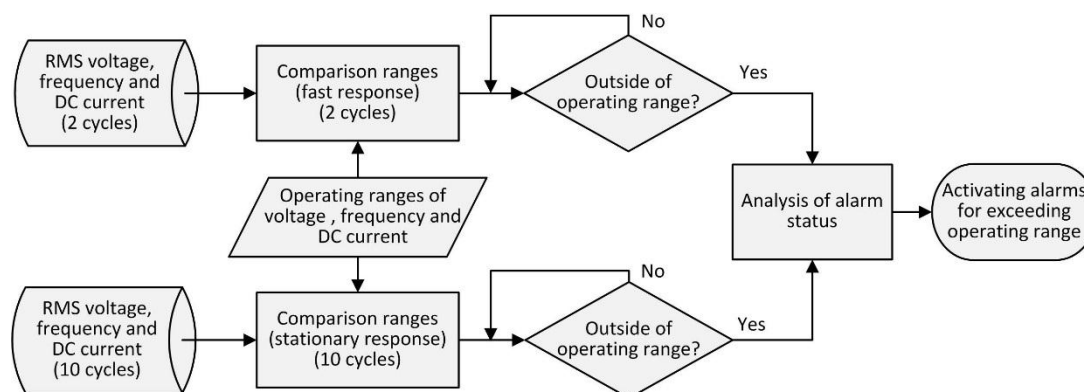 RMS voltage,
frequency and
DC current
(2 cycles)
Comparison ranges
(fast response)
(2 cycles)
No
Outside of
operating range?
Yes
Operating ranges of
voltage , frequency and
DC current
Analysis of alarm
status
Activating alarms
for exceeding
operating range
RMS voltage,
frequency and
DC current
(10 cycles)
Comparison ranges
(stationary response)
(10 cycles)
No
Outside of
operating range?
Yes